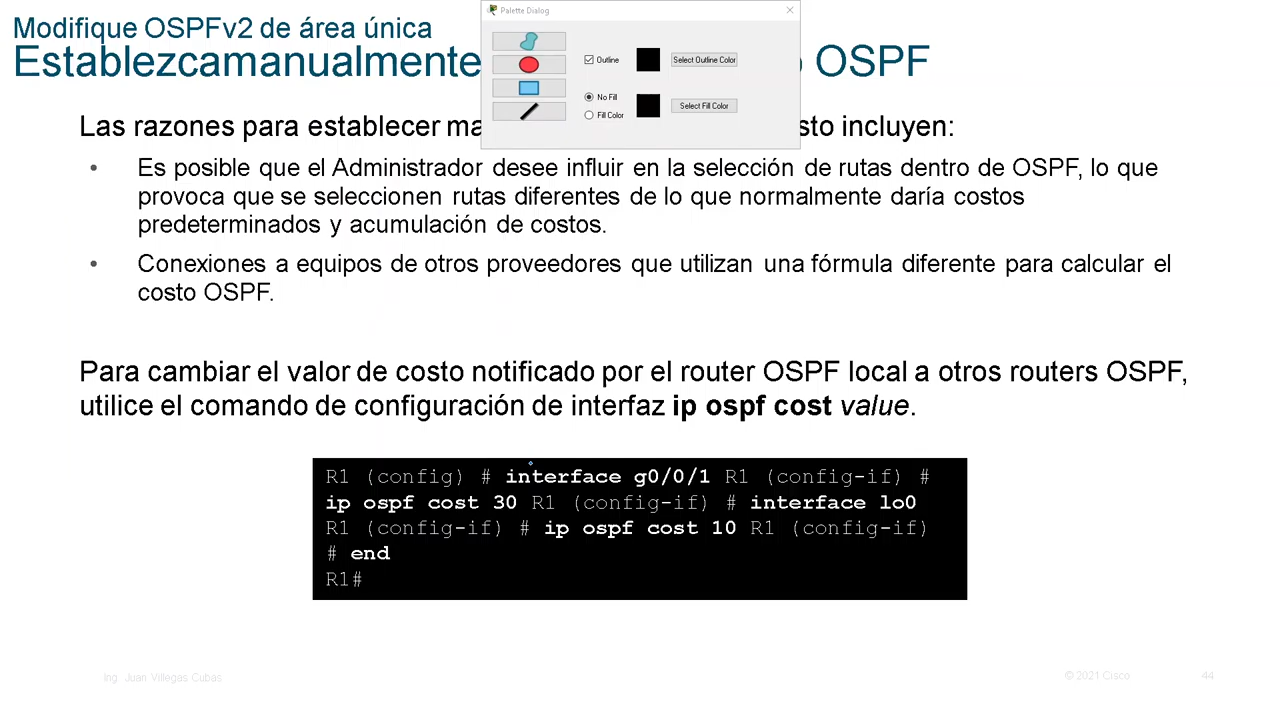 Modifique OSPFv2 de área única
Establezcamanualmente OSPF
Palette Dialog
Outline
Select Outline Color
No Fill
Fill Color
Select Fill Color
Las razones para establecer sto incluyen:
• Es posible que el Administrador desee influir en la selección de rutas dentro de OSPF, lo que
provoca que se seleccionen rutas diferentes de lo que normalmente daría costos
predeterminados y acumulación de costos.
• Conexiones a equipos de otros proveedores que utilizan una fórmula diferente para calcular el
costo OSPF.
Para cambiar el valor de costo notificado por el router OSPF local a otros routers OSPF,
utilice el comando de configuración de interfaz ip ospf cost value.
R1 (config) # interface g0/0/1 R1 (config-if) #
ip ospf cost 30 R1 (config-if) # interface lo0
R1 (config-if) # ip ospf cost 10 R1 (config-if)
# end
R1#
Ing. Juan Villegas Cubas
© 2021 Cisco
44